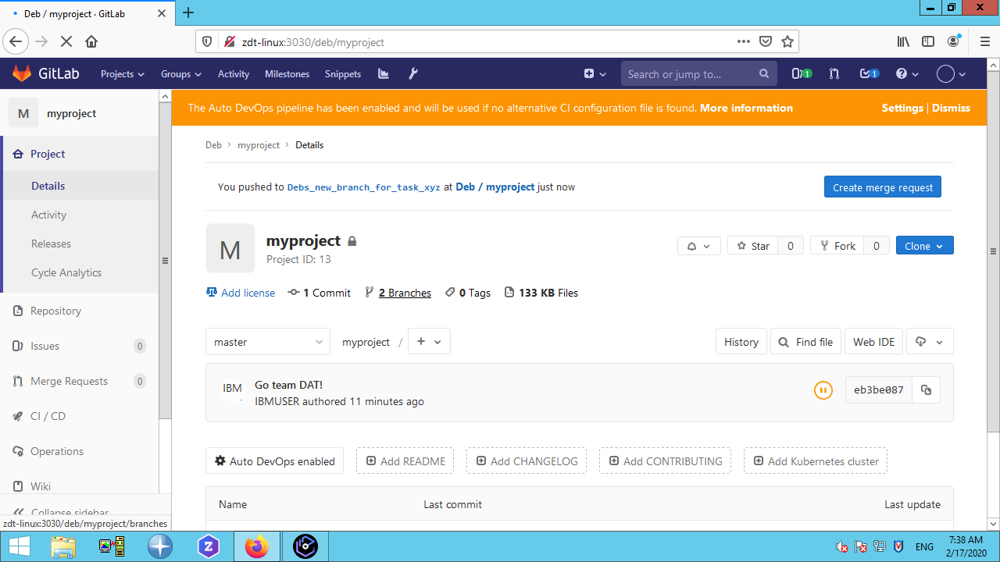 Deb / myproject · GitLab
zdt-linux:3030/deb/myproject
GitLab Projects Groups Activity Milestones Snippets Search or jump to... 1 1
M myproject
Project
Details
Activity
Releases
Cycle Analytics
Repository
Issues 0
Merge Requests 0
CI / CD
Operations
Wiki
Collapse sidebar
zdt-linux:3030/deb/myproject/branches
The Auto DevOps pipeline has been enabled and will be used if no alternative CI configuration file is found. More information Settings | Dismiss
Deb › myproject › Details
You pushed to Debs_new_branch_for_task_xyz at Deb / myproject just now Create merge request
M
myproject
Project ID: 13
Star 0 Fork 0 Clone
Add license 1 Commit 2 Branches 0 Tags 133 KB Files
master myproject / + History Find file Web IDE
IBM Go team DAT!
IBMUSER authored 11 minutes ago
eb3be087
Auto DevOps enabled Add README Add CHANGELOG Add CONTRIBUTING Add Kubernetes cluster
Name Last commit Last update
Z
ENG
7:38 AM
2/17/2020